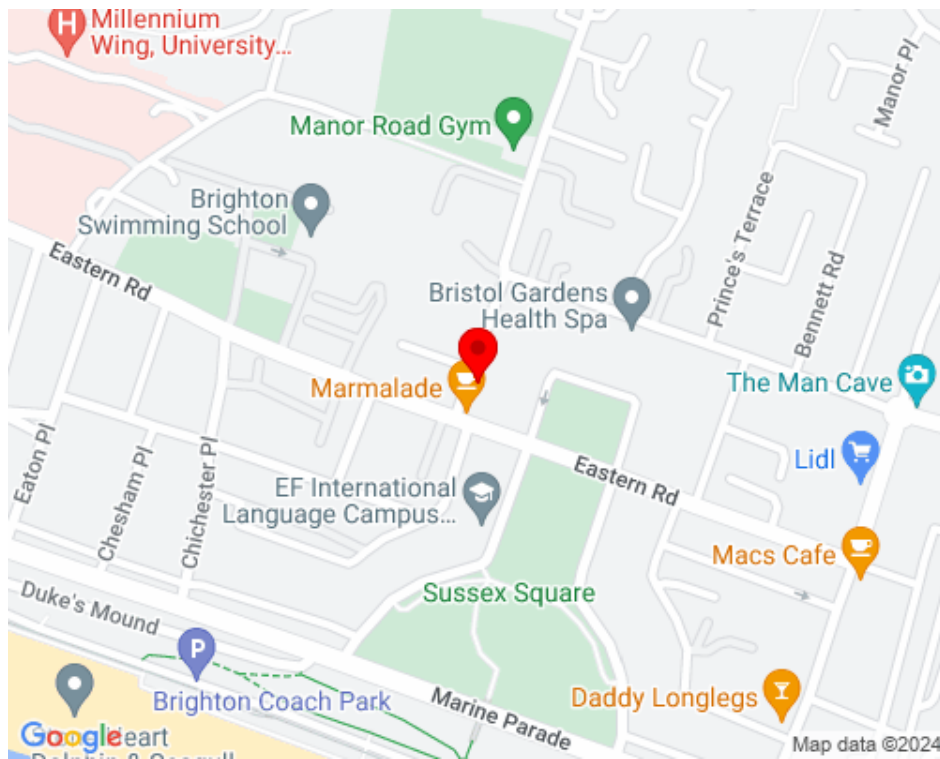 Millennium
Wing, University...
Manor Pl
Manor Road Gym
Brighton
Swimming School
Prince's Terrace
Eastern Rd
Bennett Rd
Bristol Gardens
Health Spa
Marmalade
The Man Cave
Lidl
Eaton Pl
Chesham Pl
Chichester Pl
EF International
Language Campus...
Eastern Rd
Macs Cafe
Sussex Square
Duke's Mound
P
Brighton Coach Park
Marine Parade
Daddy Longlegs
Google
Map data ©2024